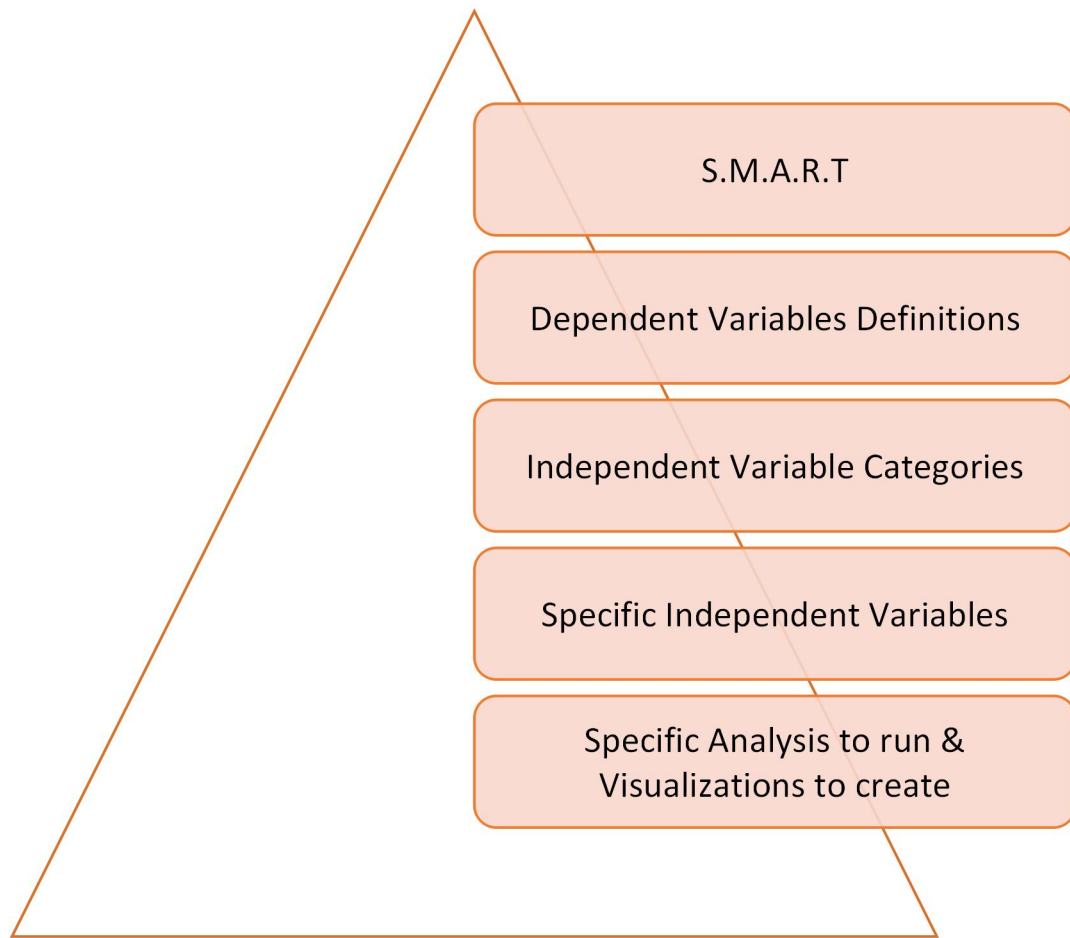 S.M.A.R.T
Dependent Variables Definitions
Independent Variable Categories
Specific Independent Variables
Specific Analysis to run &
Visualizations to create